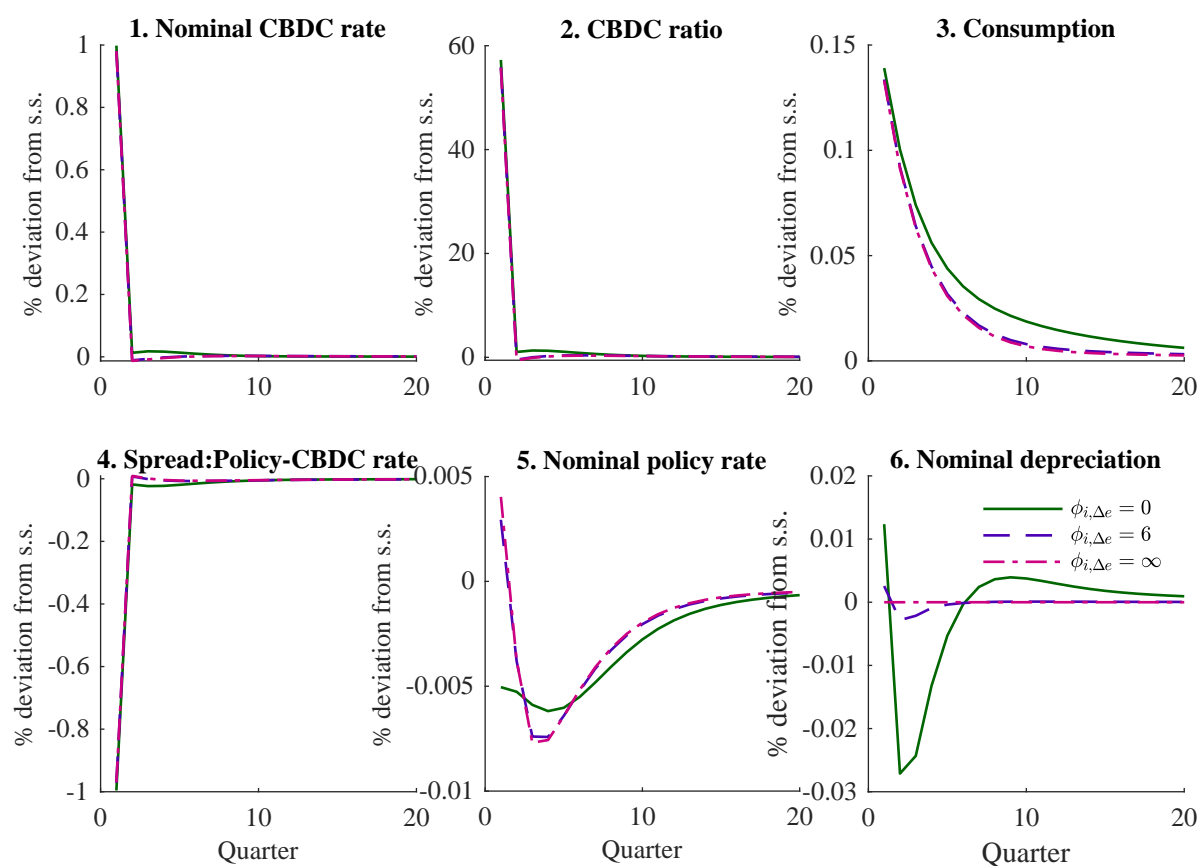 1. Nominal CBDC rate
% deviation from s.s.
1
0.8
0.6
0.4
0.2
0
0
10
20
2. CBDC ratio
% deviation from s.s.
60
40
20
0
0
10
20
3. Consumption
% deviation from s.s.
0.15
0.1
0.05
0
0
10
20
4. Spread:Policy-CBDC rate
% deviation from s.s.
0
-0.2
-0.4
-0.6
-0.8
-1
0
10
20
Quarter
5. Nominal policy rate
% deviation from s.s.
0.005
0
-0.005
-0.01
0
10
20
Quarter
6. Nominal depreciation
% deviation from s.s.
0.02
0.01
0
-0.01
-0.02
-0.03
0
10
20
Quarter
ϕi,Δe = 0
ϕi,Δe = 6
ϕi,Δe = ∞